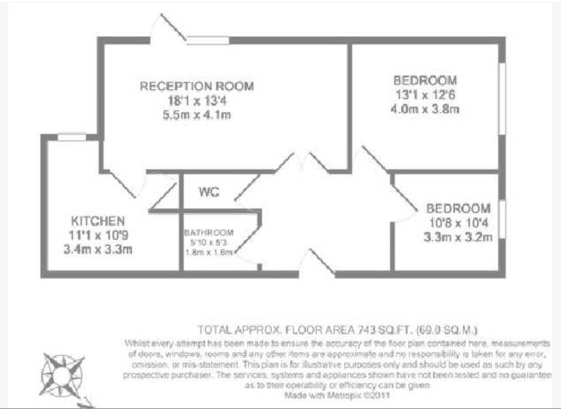 RECEPTION ROOM
18'1 x 13'4
5.5m x 4.1m
BEDROOM
13'1 x 12'6
4.0m x 3.8m
WC
KITCHEN
11'1 x 10'9
3.4m x 3.3m
BATHROOM
5'10 x 5'3
1.8m x 1.6m
BEDROOM
10'8 x 10'4
3.3m x 3.2m
TOTAL APPROX. FLOOR AREA 743 SQ.FT. (69.0 SQ.M.)
Whilst every attempt has been made to ensure the accuracy of the floor plan contained here, measurements
of doors, windows, rooms and any other items are approximate and no responsibility is taken for any error,
omission, or mis-statement. This plan is for illustrative purposes only and should be used as such by any
prospective purchaser. The services, systems and appliances shown have not been tested and no guarantee
as to their operability or efficiency can be given
Made with Metropix ©2011